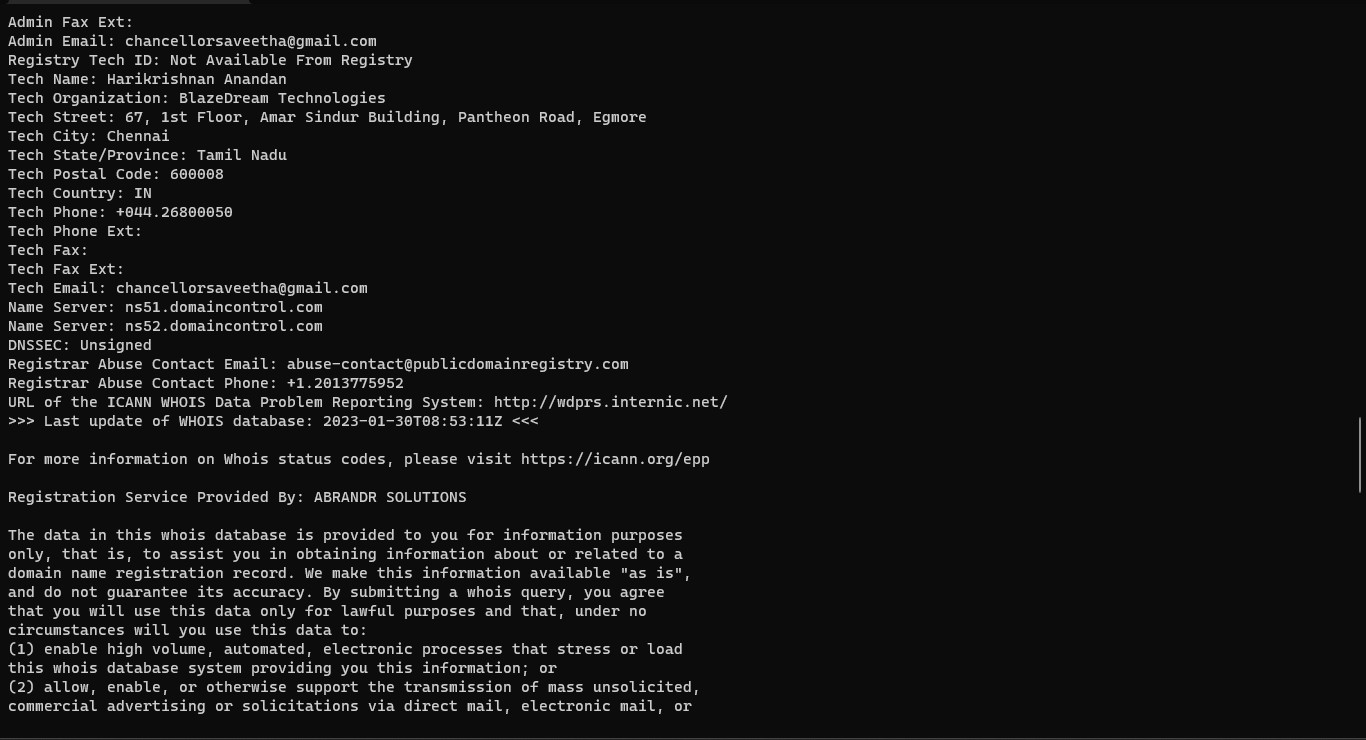 Admin Fax Ext:
Admin Email: chancellorsaveetha@gmail.com
Registry Tech ID: Not Available From Registry
Tech Name: Harikrishnan Anandan
Tech Organization: BlazeDream Technologies
Tech Street: 67, 1st Floor, Amar Sindur Building, Pantheon Road, Egmore
Tech City: Chennai
Tech State/Province: Tamil Nadu
Tech Postal Code: 600008
Tech Country: IN
Tech Phone: +044.26800050
Tech Phone Ext:
Tech Fax:
Tech Fax Ext:
Tech Email: chancellorsaveetha@gmail.com
Name Server: ns51.domaincontrol.com
Name Server: ns52.domaincontrol.com
DNSSEC: Unsigned
Registrar Abuse Contact Email: abuse-contact@publicdomainregistry.com
Registrar Abuse Contact Phone: +1.2013775952
URL of the ICANN WHOIS Data Problem Reporting System: http://wdprs.internic.net/
>>> Last update of WHOIS database: 2023-01-30T08:53:11Z <<<
For more information on Whois status codes, please visit https://icann.org/epp
Registration Service Provided By: ABRANDR SOLUTIONS
The data in this whois database is provided to you for information purposes
only, that is, to assist you in obtaining information about or related to a
domain name registration record. We make this information available "as is",
and do not guarantee its accuracy. By submitting a whois query, you agree
that you will use this data only for lawful purposes and that, under no
circumstances will you use this data to:
(1) enable high volume, automated, electronic processes that stress or load
this whois database system providing you this information; or
(2) allow, enable, or otherwise support the transmission of mass unsolicited,
commercial advertising or solicitations via direct mail, electronic mail, or